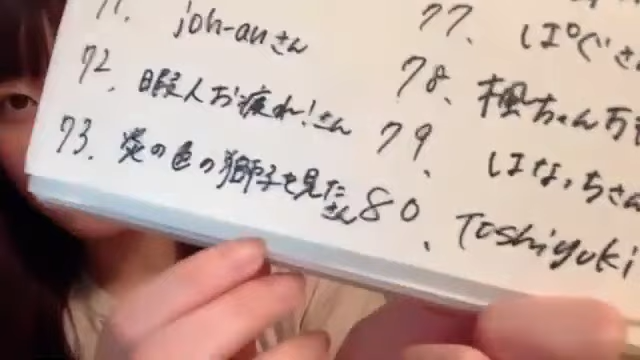 71. joh-anさん
72. 暇人お疲れ!さん
73. 炎の色の獅子を見たさん
77. ぱぐさ
78. 楓ちゃん万
79. はなっちさん
80. Toshiyuki